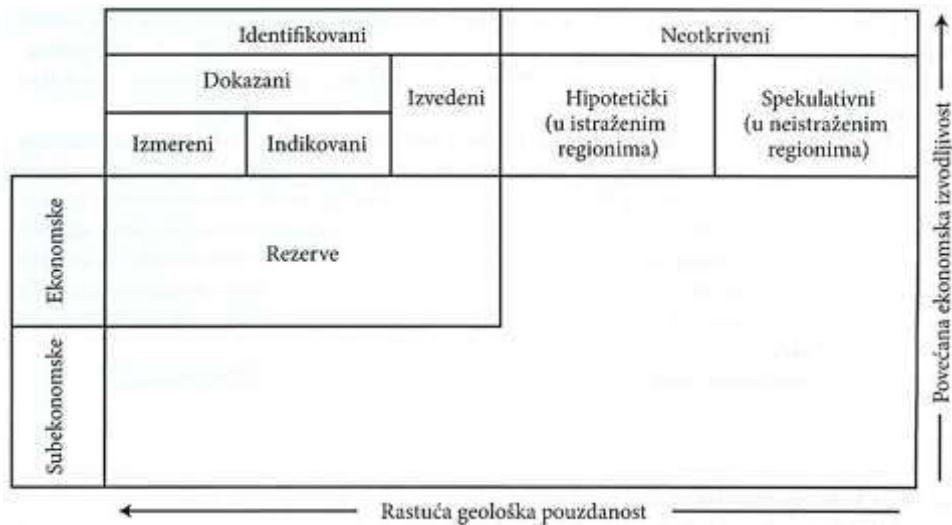 Identifikovani
Neotkriveni
Dokazani
Izvedeni
Hipotetički
(u istraženim
regionima)
Spekulativni
(u neistraženim
regionima)
Izmereni
Indikovani
Ekonomske
Rezerve
Subekonomske
Povećana ekonomska izvodljivost
Rastuća geološka pouzdanost